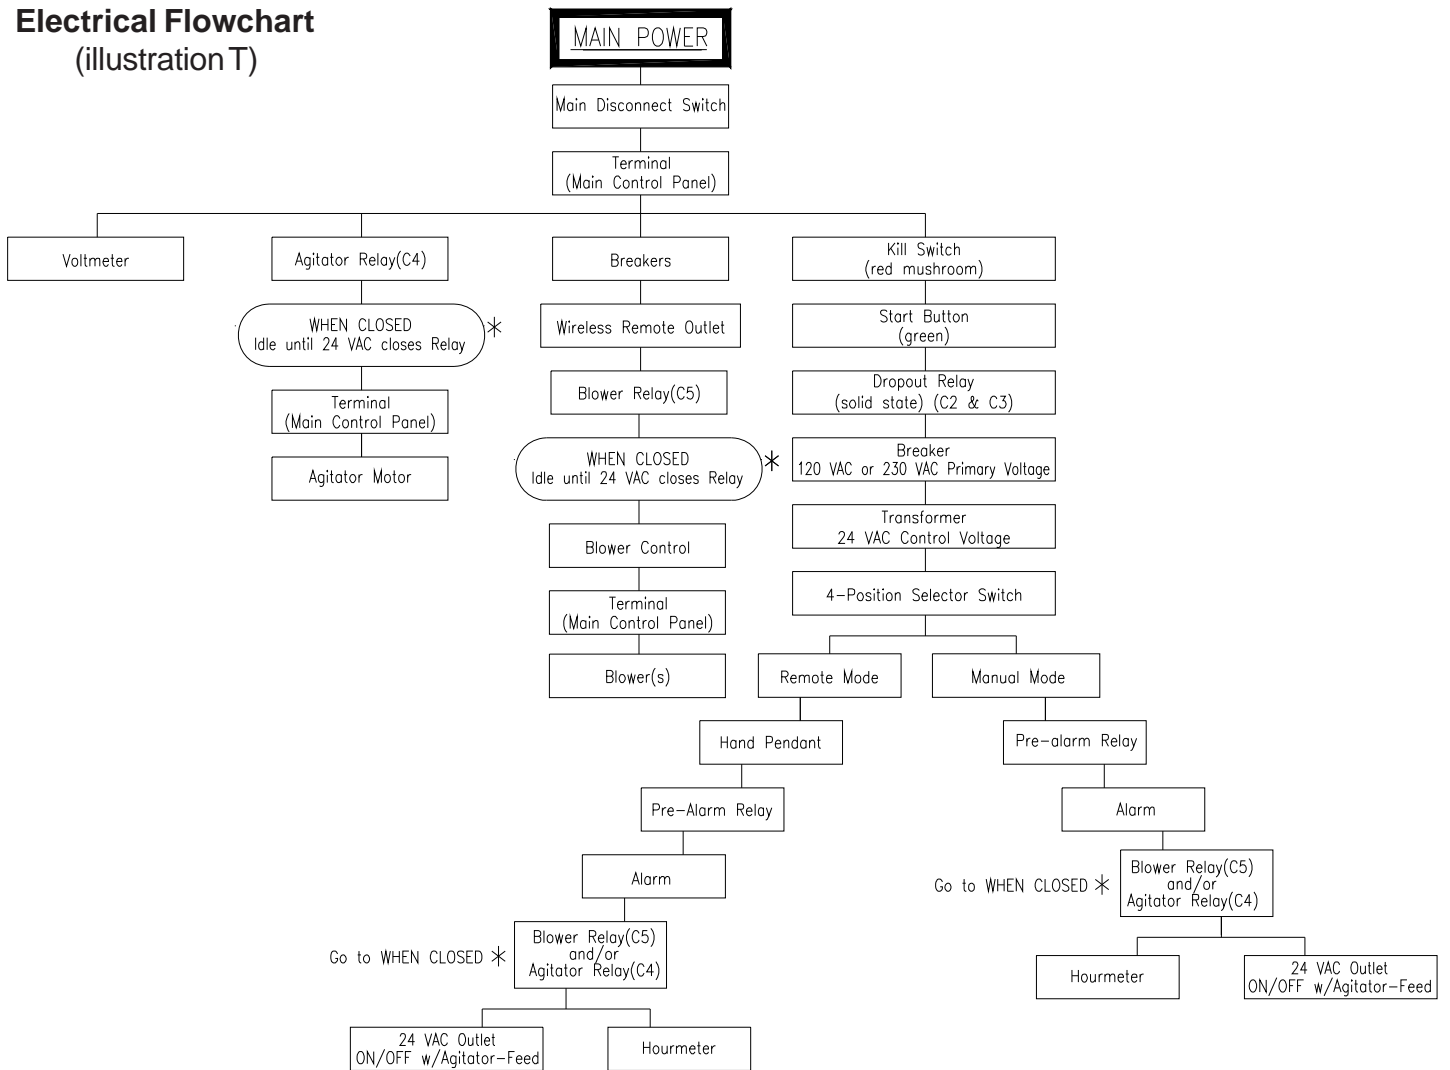 Electrical Flowchart
(illustration T)
MAIN POWER
Main Disconnect Switch
Terminal
(Main Control Panel)
Voltmeter
Agitator Relay(C4)
Breakers
Kill Switch
(red mushroom)
WHEN CLOSED
Idle until 24 VAC closes Relay
*
Wireless Remote Outlet
Start Button
(green)
Terminal
(Main Control Panel)
Blower Relay(C5)
Dropout Relay
(solid state) (C2 & C3)
Agitator Motor
WHEN CLOSED
Idle until 24 VAC closes Relay
*
Breaker
120 VAC or 230 VAC Primary Voltage
Blower Control
Transformer
24 VAC Control Voltage
Terminal
(Main Control Panel)
4-Position Selector Switch
Blower(s)
Remote Mode
Manual Mode
Hand Pendant
Pre-alarm Relay
Pre-Alarm Relay
Alarm
Alarm
Go to WHEN CLOSED *
Blower Relay(C5)
and/or
Agitator Relay(C4)
Go to WHEN CLOSED *
Blower Relay(C5)
and/or
Agitator Relay(C4)
Hourmeter
24 VAC Outlet
ON/OFF w/Agitator-Feed
24 VAC Outlet
ON/OFF w/Agitator-Feed
Hourmeter